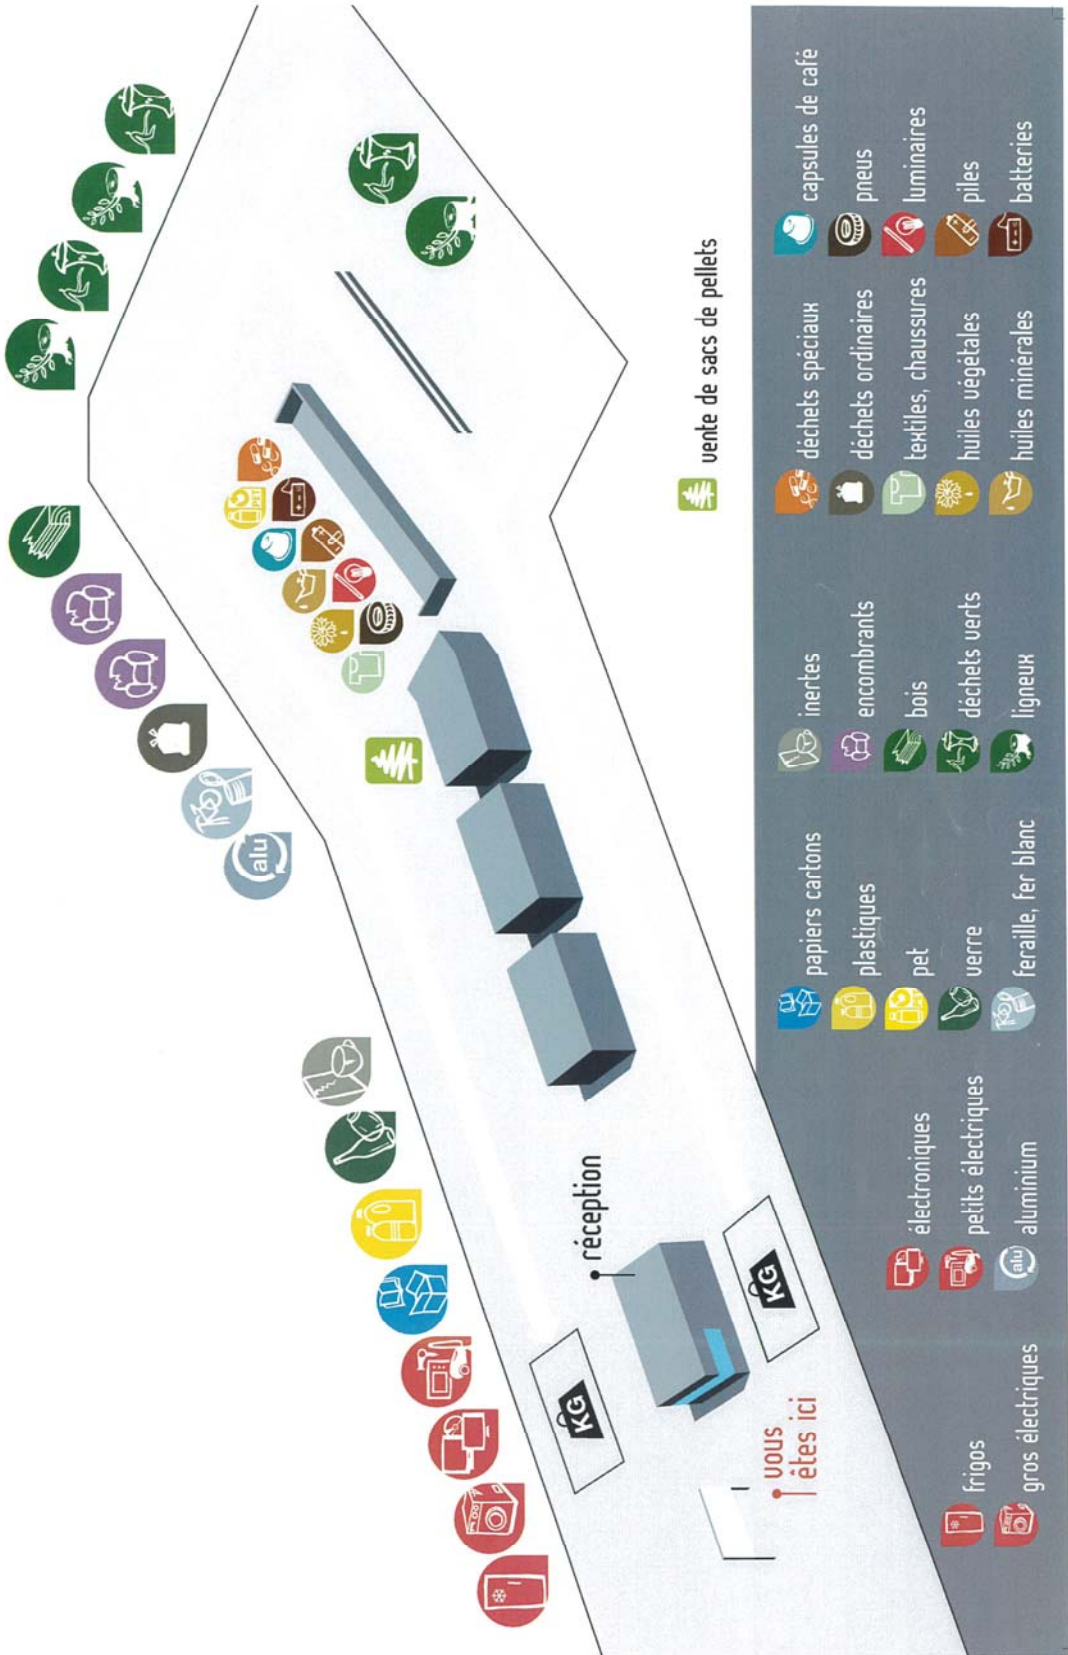 alu
PET
vente de sacs de pellets
réception
KG
KG
vous
êtes ici
frigos
gros électriques
électroniques
petits électriques
aluminium
alu
papiers cartons
plastiques
pet
verre
feraille, fer blanc
inertes
encombrants
bois
déchets verts
ligneux
déchets spéciaux
déchets ordinaires
textiles, chaussures
huiles végétales
huiles minérales
capsules de café
pneus
luminaires
piles
batteries